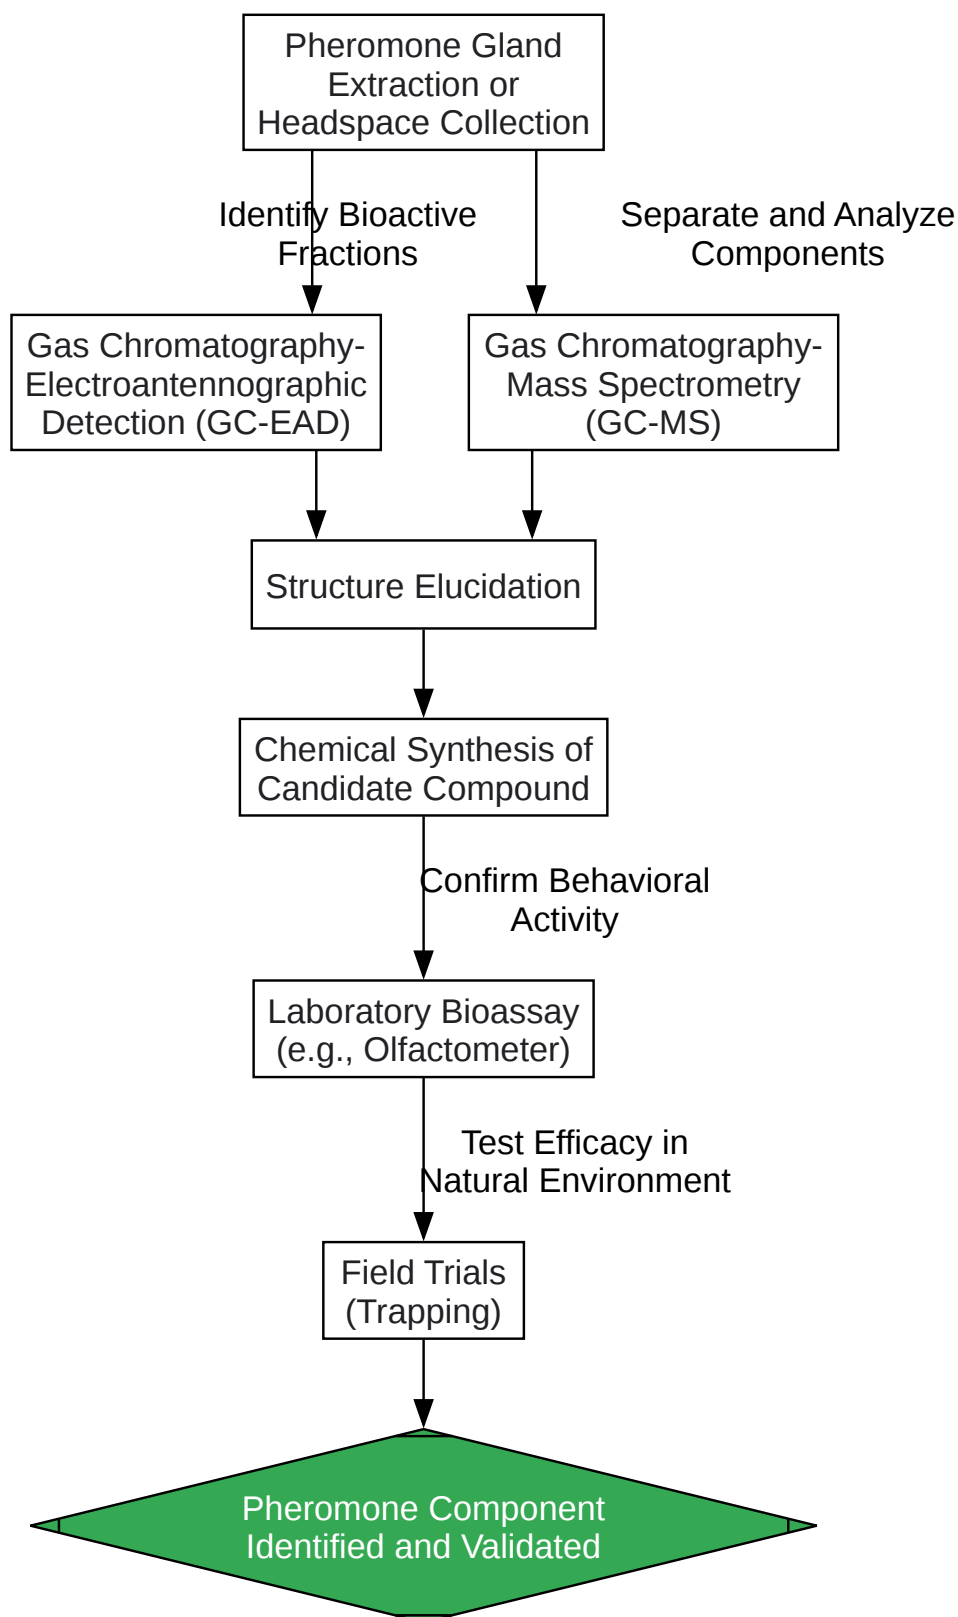 Pheromone Gland
Extraction or
Headspace Collection
Identify Bioactive
Fractions
Separate and Analyze
Components
Gas Chromatography-
Electroantennographic
Detection (GC-EAD)
Gas Chromatography-
Mass Spectrometry
(GC-MS)
Structure Elucidation
Chemical Synthesis of
Candidate Compound
Confirm Behavioral
Activity
Laboratory Bioassay
(e.g., Olfactometer)
Test Efficacy in
Natural Environment
Field Trials
(Trapping)
Pheromone Component
Identified and Validated